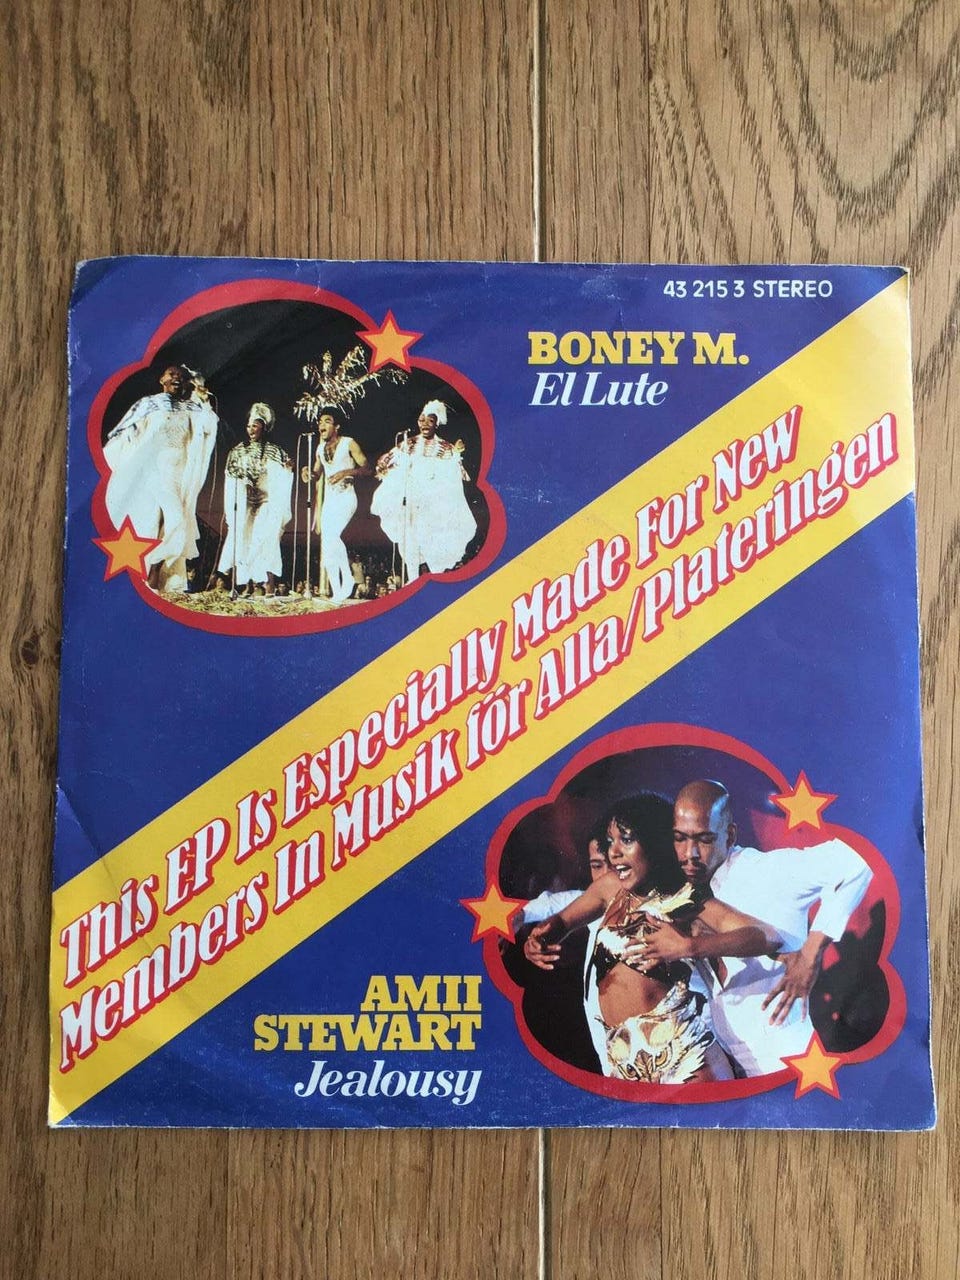 43 215 3 STEREO
BONEY M.
El Lute
This EP Is Especially Made For New
Members In Musik för Alla/Plateringen
AMII
STEWART
Jealousy